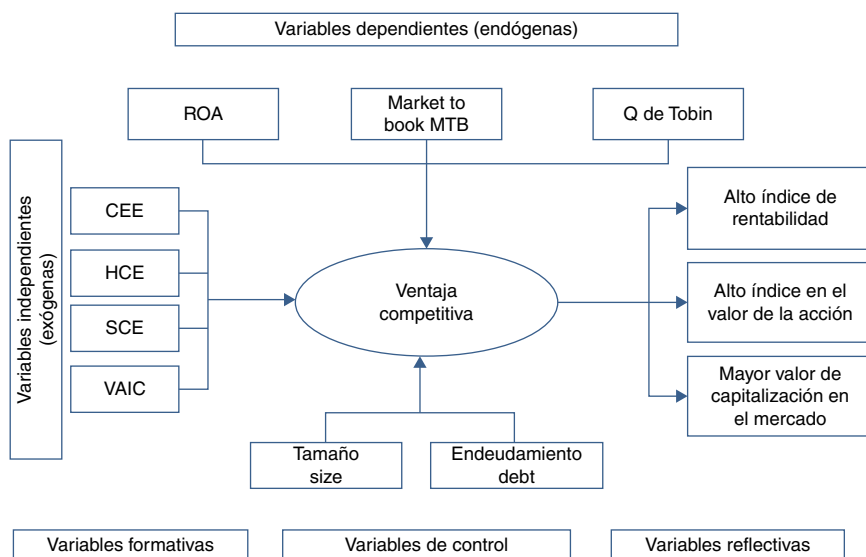 Variables dependientes (endógenas)
ROA
Market to
book MTB
Q de Tobin
Variables independientes
(exógenas)
CEE
HCE
SCE
VAIC
Ventaja
competitiva
Alto índice de
rentabilidad
Alto índice en el
valor de la acción
Mayor valor de
capitalización en
el mercado
Tamaño
size
Endeudamiento
debt
Variables formativas
Variables de control
Variables reflectivas